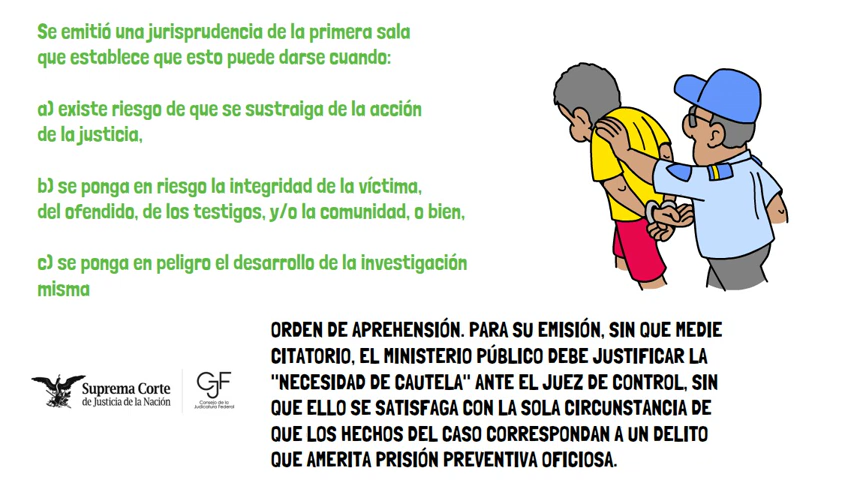 Se emitió una jurisprudencia de la primera sala
que establece que esto puede darse cuando:
a) existe riesgo de que se sustraiga de la acción
de la justicia,
b) se ponga en riesgo la integridad de la víctima,
del ofendido, de los testigos, y/o la comunidad, o bien,
c) se ponga en peligro el desarrollo de la investigación
misma
ORDEN DE APREHENSIÓN. PARA SU EMISIÓN, SIN QUE MEDIE
CITATORIO, EL MINISTERIO PÚBLICO DEBE JUSTIFICAR LA
"NECESIDAD DE CAUTELA" ANTE EL JUEZ DE CONTROL, SIN
QUE ELLO SE SATISFAGA CON LA SOLA CIRCUNSTANCIA DE
QUE LOS HECHOS DEL CASO CORRESPONDAN A UN DELITO
QUE AMERITA PRISIÓN PREVENTIVA OFICIOSA.
Suprema Corte
de Justicia de la Nación
CJF
Consejo de la
Judicatura Federal